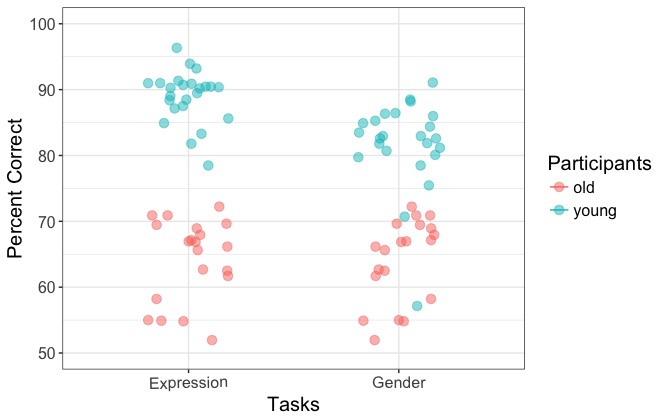 100
90
80
70
60
50
Percent Correct
Expression
Gender
Tasks
Participants
old
young